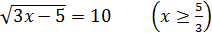 √(3x − 5) = 10 (x ≥ 5/3)